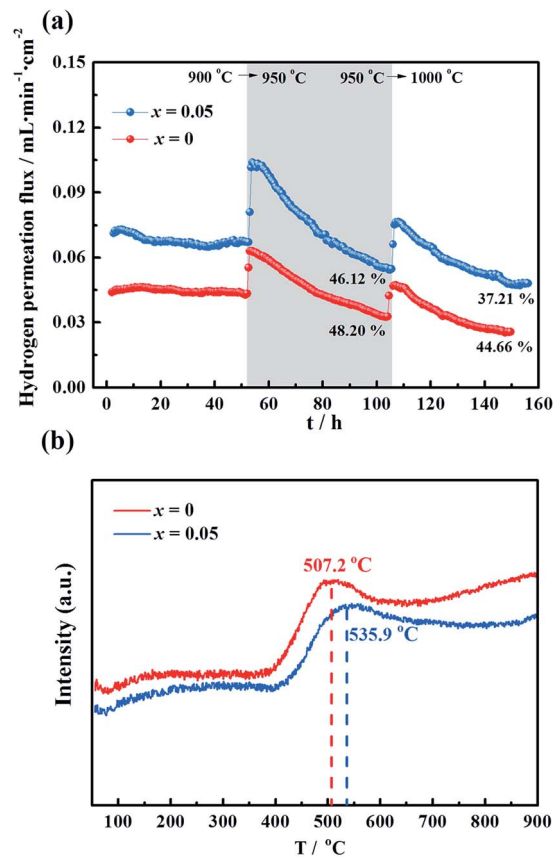 (a)
Hydrogen permeation flux / mL·min⁻¹·cm⁻²
0.15
0.12
0.09
0.06
0.03
0.00
900 °C → 950 °C
950 °C → 1000 °C
x = 0.05
x = 0
46.12 %
48.20 %
37.21 %
44.66 %
0 20 40 60 80 100 120 140 160
t / h
(b)
Intensity (a.u.)
x = 0
x = 0.05
507.2 °C
535.9 °C
100 200 300 400 500 600 700 800 900
T / °C